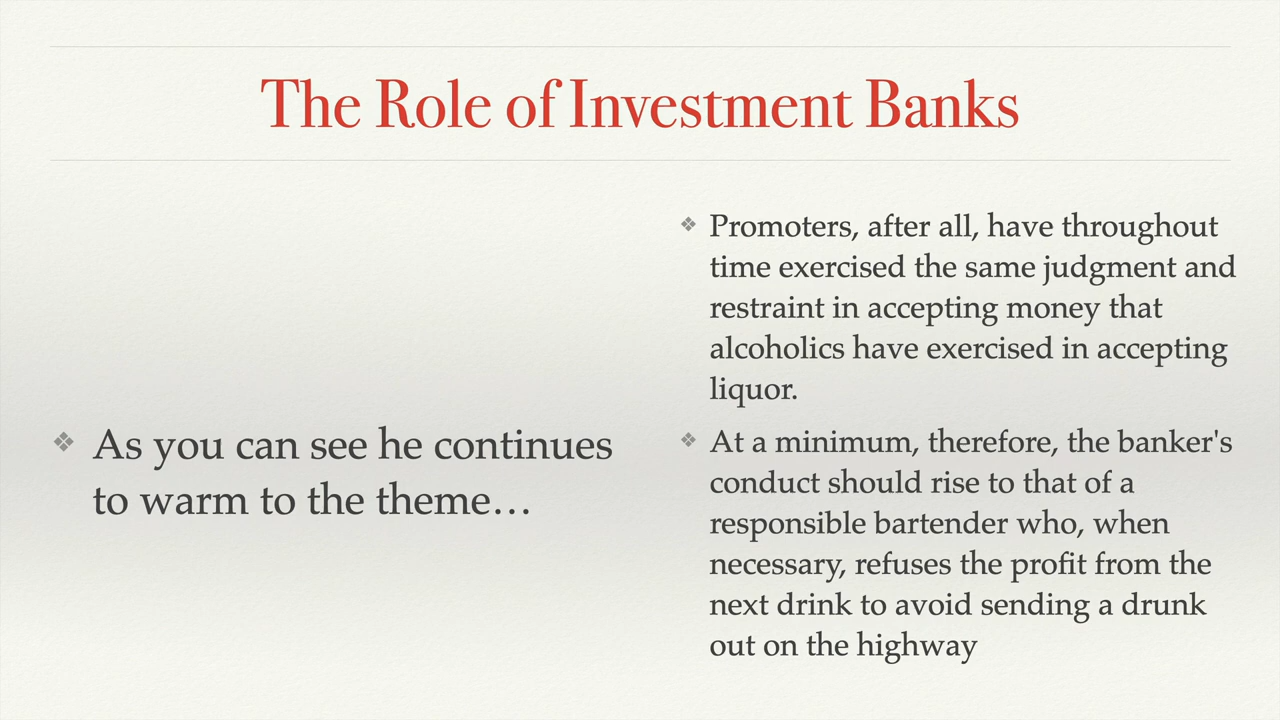 The Role of Investment Banks
❖ As you can see he continues
to warm to the theme…
❖ Promoters, after all, have throughout
time exercised the same judgment and
restraint in accepting money that
alcoholics have exercised in accepting
liquor.
❖ At a minimum, therefore, the banker's
conduct should rise to that of a
responsible bartender who, when
necessary, refuses the profit from the
next drink to avoid sending a drunk
out on the highway